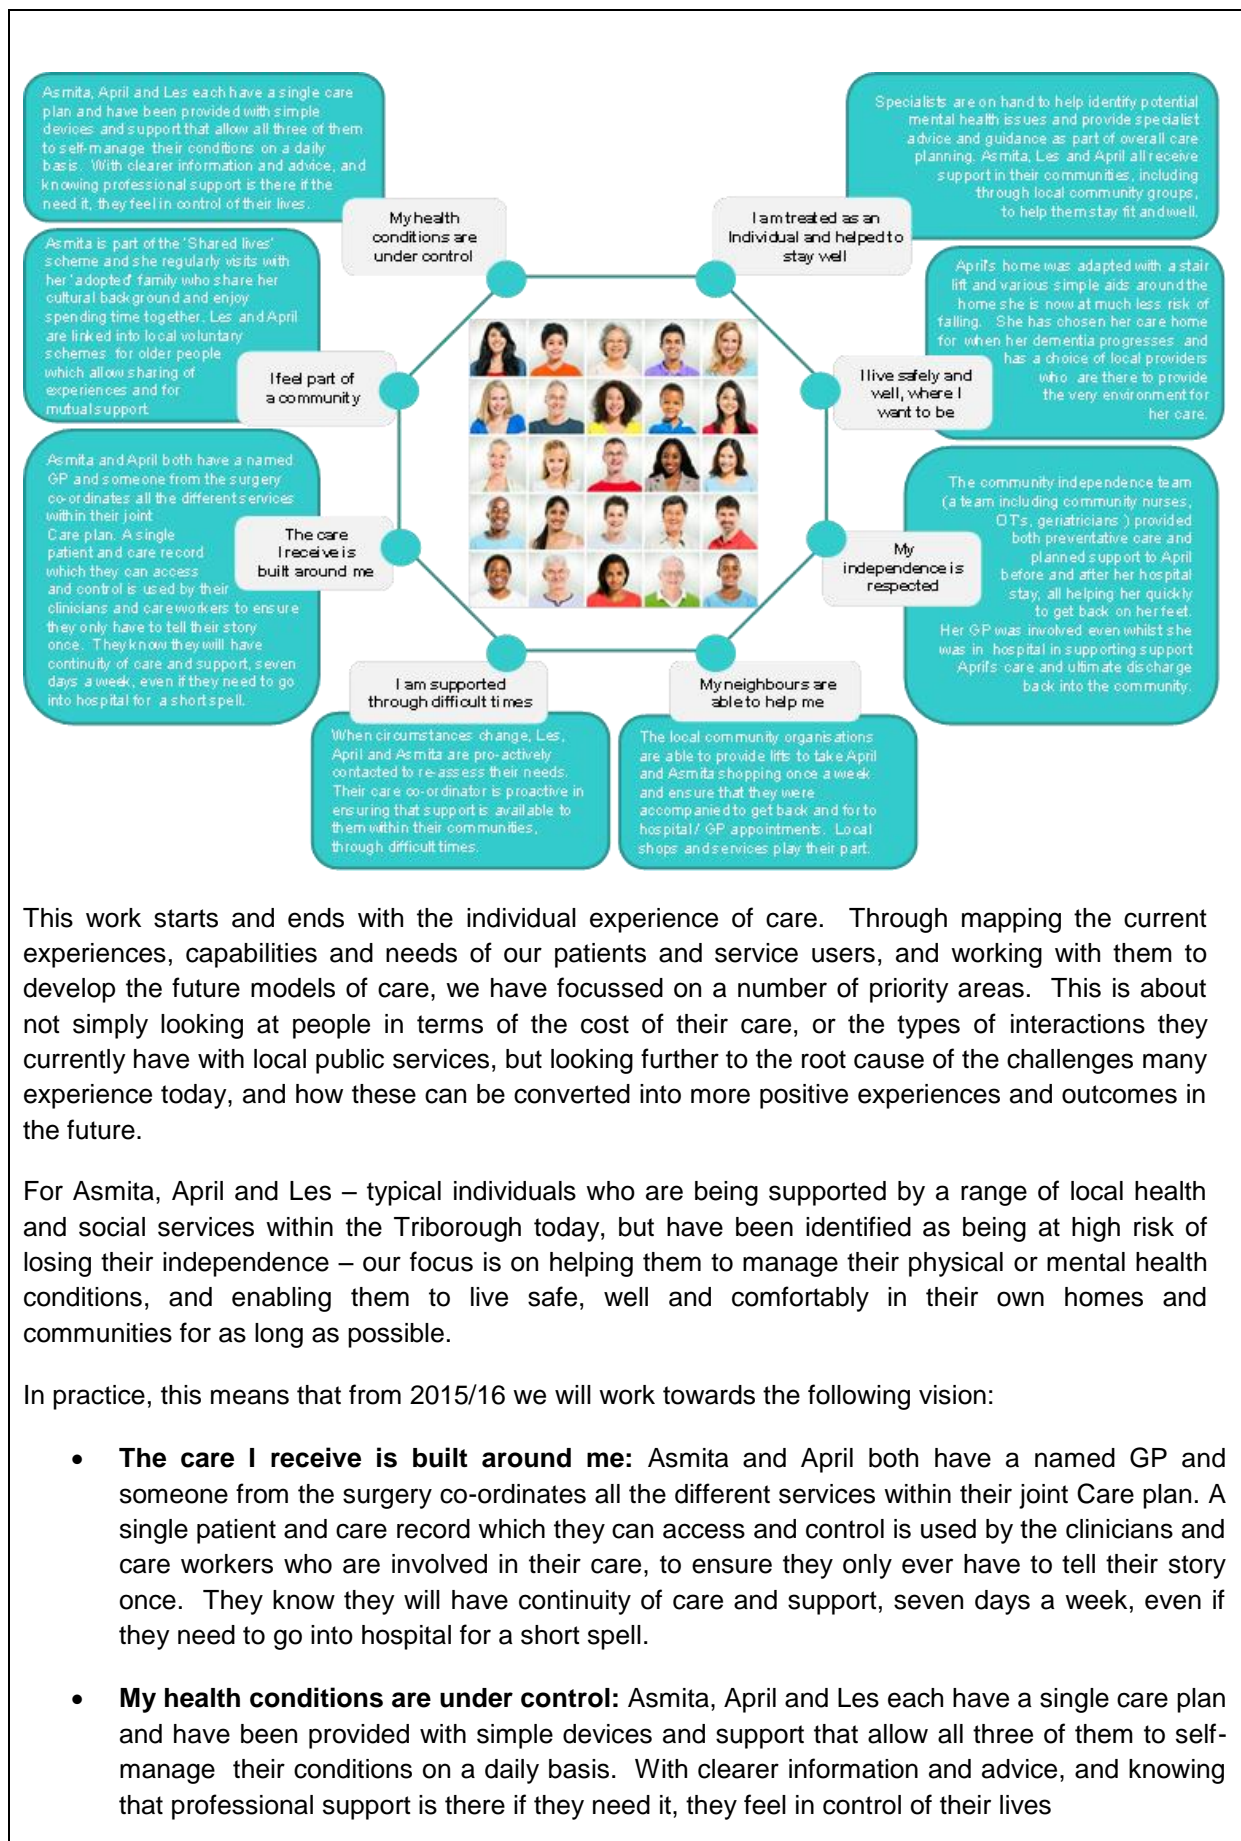 Asmita, April and Les each have a single care
plan and have been provided with simple
devices and support that allow all three of them
to self-manage their conditions on a daily
basis. With clearer information and advice, and
knowing professional support is there if the
need it, they feel in control of their lives.
My health
conditions are
under control
Specialists are on hand to help identify potential
mental health issues and provide specialist
advice and guidance as part of overall care
planning. Asmita, Les and April all receive
support in their communities, including
through local community groups,
to help them stay fit and well.
I am treated as an
Individual and helped to
stay well
Asmita is part of the 'Shared lives'
scheme and she regularly visits with
her 'adopted' family who share her
cultural background and enjoy
spending time together. Les and April
are linked into local voluntary
schemes for older people
which allow sharing of
experiences and for
mutual support
I feel part of
a community
April's home was adapted with a stair
lift and various simple aids around the
home she is now at much less risk of
falling. She has chosen her care home
for when her dementia progresses and
has a choice of local providers
who are there to provide
the very environment for
her care.
I live safely and
well, where I
want to be
Asmita and April both have a named
GP and someone from the surgery
co-ordinates all the different services
within their joint
Care plan. A single
patient and care record
which they can access
and control is used by their
clinicians and careworkers to ensure
they only have to tell their story
once. They know they will have
continuity of care and support, seven
days a week, even if they need to go
into hospital for a short spell.
The care
I receive is
built around me
The community independence team
(a team including community nurses,
OT's, geriatricians ) provided
both preventative care and
planned support to April
before and after her hospital
stay, all helping her quickly
to get back on her feet.
Her GP was involved even whilst she
was in hospital in supporting support
April's care and ultimate discharge
back into the community.
My
independence is
respected
I am supported
through difficult times
When circumstances change, Les,
April and Asmita are pro-actively
contacted to re-assess their needs.
Their care co-ordinator is proactive in
ensuring that support is available to
them within their communities,
through difficult times.
My neighbours are
able to help me
The local community organisations
are able to provide lifts to take April
and Asmita shopping once a week
and ensure that they were
accompanied to get back and for to
hospital / GP appointments. Local
shops and services play their part.
This work starts and ends with the individual experience of care. Through mapping the current
experiences, capabilities and needs of our patients and service users, and working with them to
develop the future models of care, we have focussed on a number of priority areas. This is about
not simply looking at people in terms of the cost of their care, or the types of interactions they
currently have with local public services, but looking further to the root cause of the challenges many
experience today, and how these can be converted into more positive experiences and outcomes in
the future.
For Asmita, April and Les – typical individuals who are being supported by a range of local health
and social services within the Triborough today, but have been identified as being at high risk of
losing their independence – our focus is on helping them to manage their physical or mental health
conditions, and enabling them to live safe, well and comfortably in their own homes and
communities for as long as possible.
In practice, this means that from 2015/16 we will work towards the following vision:
• The care I receive is built around me: Asmita and April both have a named GP and
someone from the surgery co-ordinates all the different services within their joint Care plan. A
single patient and care record which they can access and control is used by the clinicians and
care workers who are involved in their care, to ensure they only ever have to tell their story
once. They know they will have continuity of care and support, seven days a week, even if
they need to go into hospital for a short spell.
• My health conditions are under control: Asmita, April and Les each have a single care plan
and have been provided with simple devices and support that allow all three of them to self-
manage their conditions on a daily basis. With clearer information and advice, and knowing
that professional support is there if they need it, they feel in control of their lives